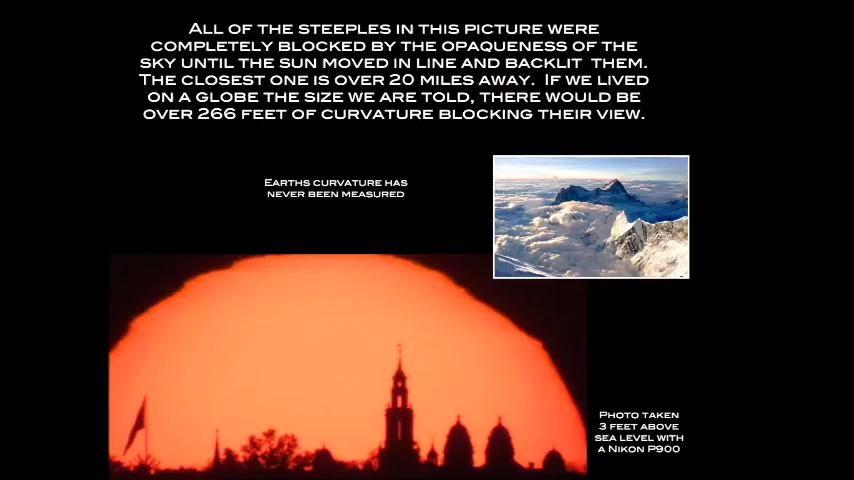 All of the steeples in this picture were
completely blocked by the opaqueness of the
sky until the sun moved in line and backlit them.
The closest one is over 20 miles away. If we lived
on a globe the size we are told, there would be
over 266 feet of curvature blocking their view.
Earths curvature has
never been measured
Photo taken
3 feet above
sea level with
a Nikon P900